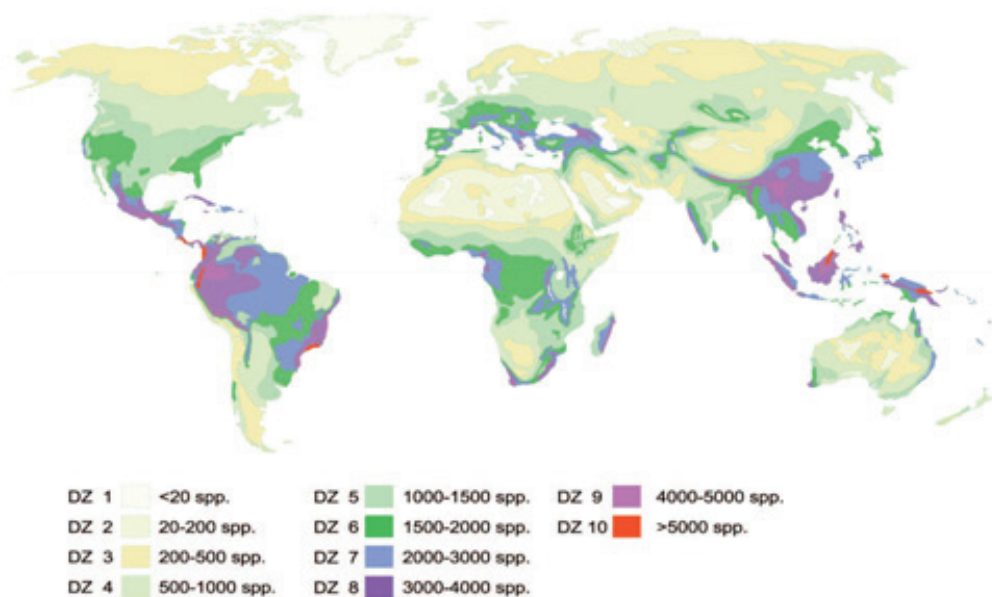 DZ 1 <20 spp.
DZ 2 20-200 spp.
DZ 3 200-500 spp.
DZ 4 500-1000 spp.
DZ 5 1000-1500 spp.
DZ 6 1500-2000 spp.
DZ 7 2000-3000 spp.
DZ 8 3000-4000 spp.
DZ 9 4000-5000 spp.
DZ 10 >5000 spp.